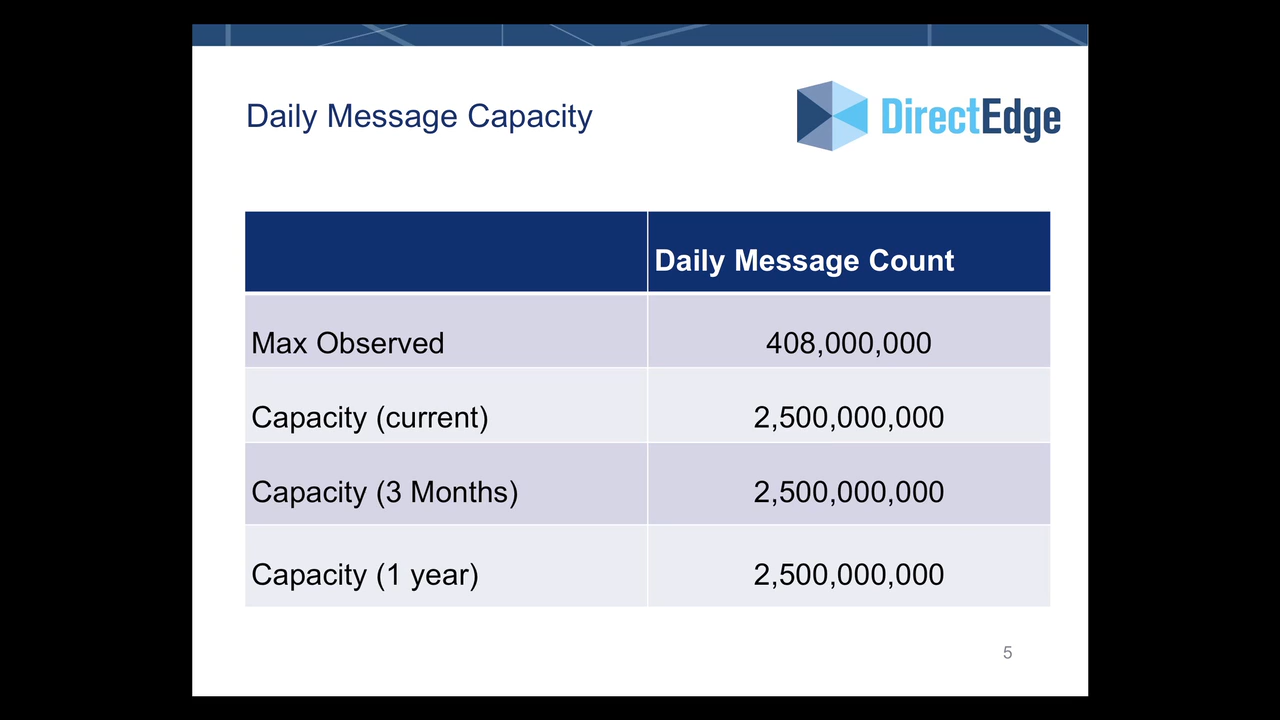 Daily Message Capacity
DirectEdge
Daily Message Count
Max Observed 408,000,000
Capacity (current) 2,500,000,000
Capacity (3 Months) 2,500,000,000
Capacity (1 year) 2,500,000,000
5